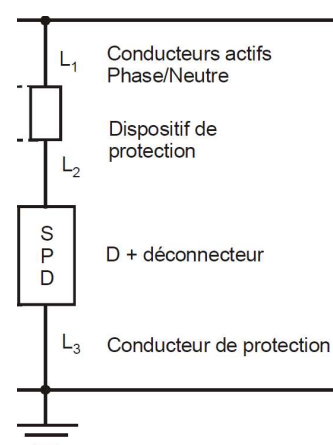 L1
Conducteurs actifs
Phase/Neutre
Dispositif de
protection
L2
S
P
D
D + déconnecteur
L3
Conducteur de protection